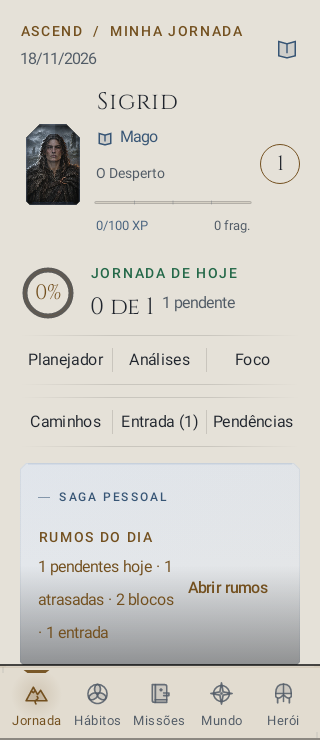 ASCEND / MINHA JORNADA
18/11/2026
SIGRID
Mago
O Desperto
1
0/100 XP 0 frag.
0%
JORNADA DE HOJE
0 DE 1 1 pendente
Planejador Análises Foco
Caminhos Entrada (1) Pendências
— SAGA PESSOAL
RUMOS DO DIA
1 pendentes hoje · 1
atrasadas · 2 blocos
· 1 entrada
Abrir rumos
Jornada Hábitos Missões Mundo Herói